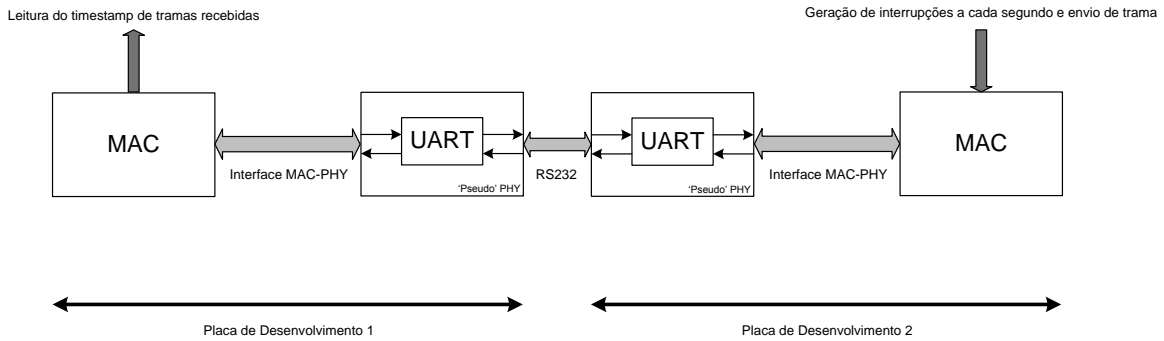 Leitura do timestamp de tramas recebidas
Geração de interrupções a cada segundo e envio de trama
MAC
Interface MAC-PHY
UART
'Pseudo' PHY
RS232
UART
'Pseudo' PHY
Interface MAC-PHY
MAC
Placa de Desenvolvimento 1
Placa de Desenvolvimento 2